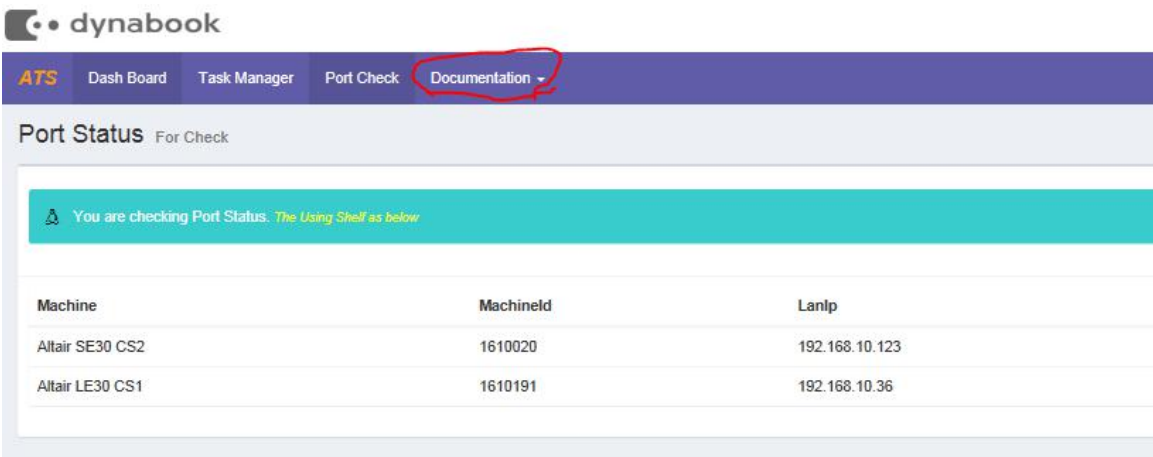 dynabook
ATS Dash Board Task Manager Port Check Documentation
Port Status For Check
You are checking Port Status. The Using Shelf as below
Machine MachineId LanIp
Altair SE30 CS2 1610020 192.168.10.123
Altair LE30 CS1 1610191 192.168.10.36